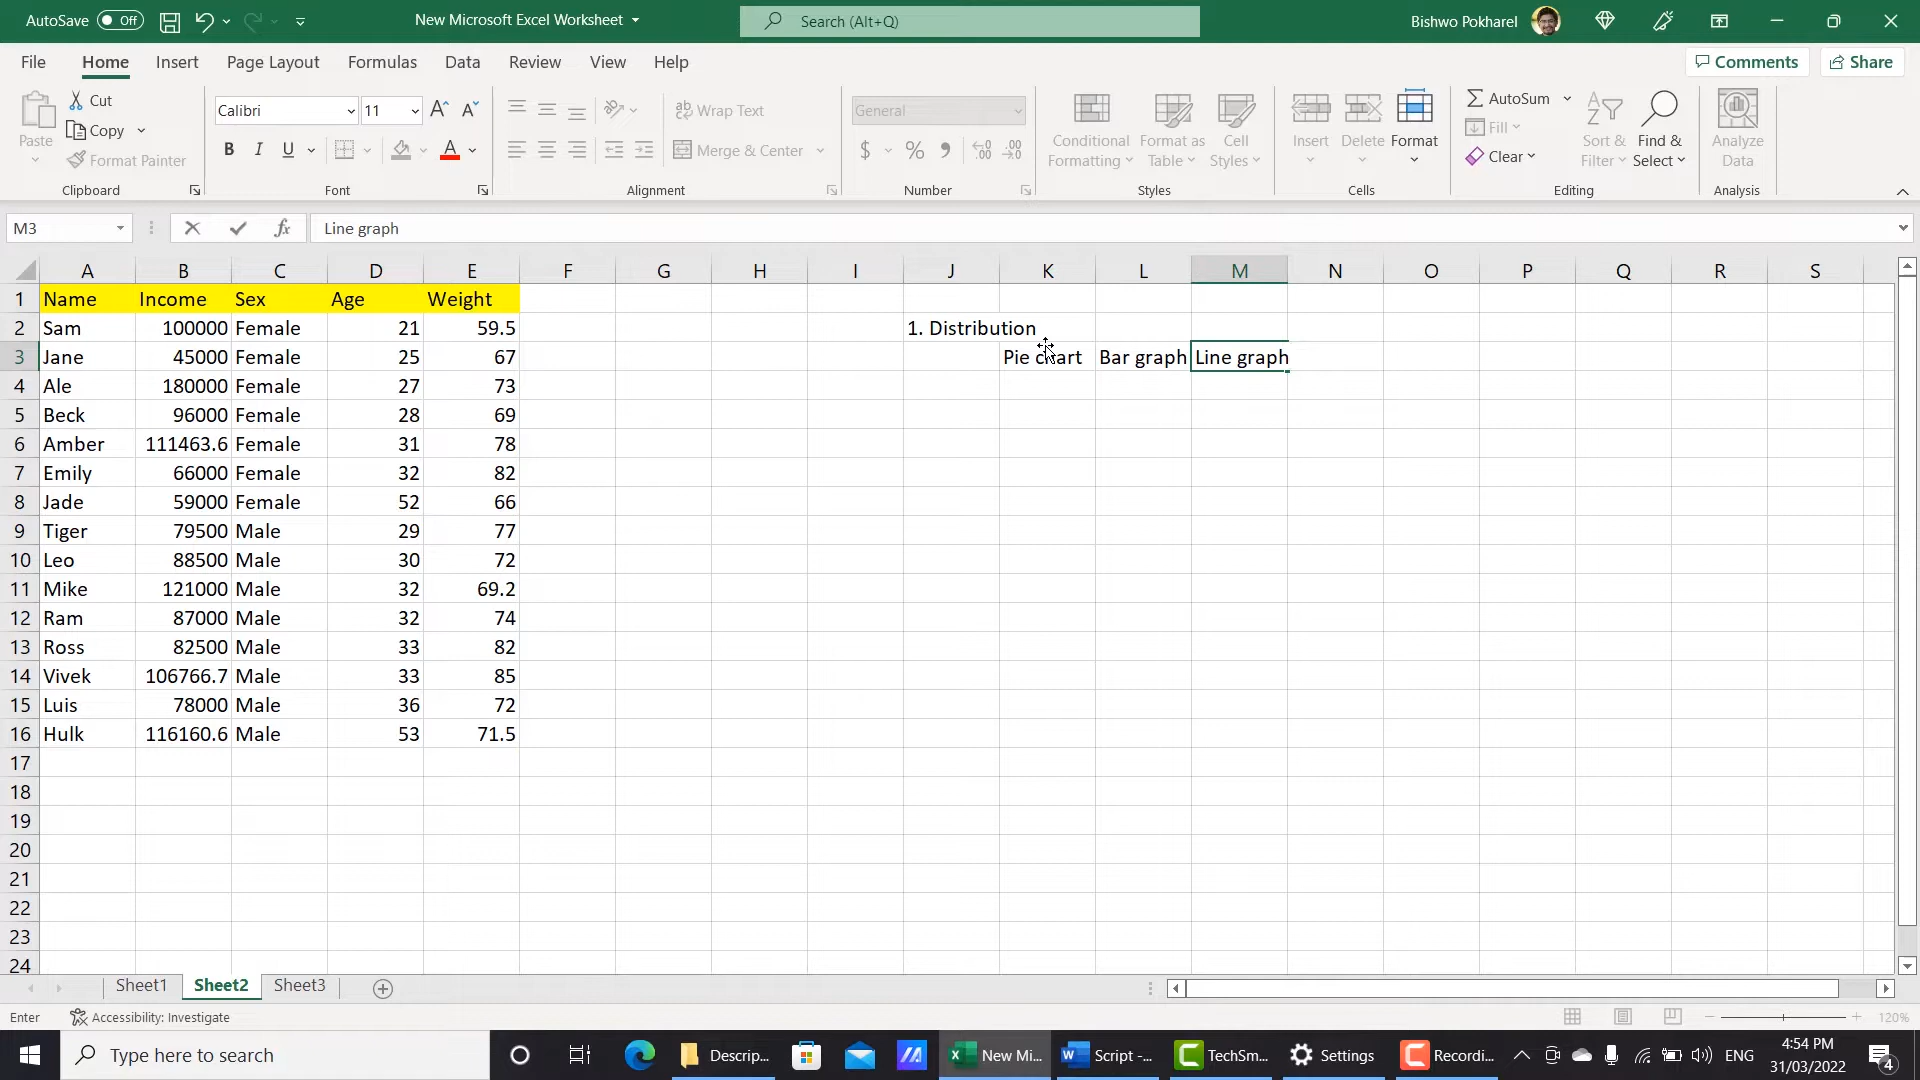 AutoSave Off New Microsoft Excel Worksheet Search (Alt+Q) Bishwo Pokharel
File Home Insert Page Layout Formulas Data Review View Help Comments Share
Paste Cut Copy Format Painter Clipboard
Calibri 11 B I U A Font
Wrap Text Merge & Center Alignment
General $ % 9 Number
Conditional Formatting Format as Table Cell Styles Styles
Insert Delete Format Cells
AutoSum Fill Clear Sort & Filter Find & Select Editing
Analyze Data Analysis
M3 fx Line graph
A B C D E F G H I J K L M N O P Q R S
1 Name Income Sex Age Weight
2 Sam 100000 Female 21 59.5 1. Distribution
3 Jane 45000 Female 25 67 Pie chart Bar graph Line graph
4 Ale 180000 Female 27 73
5 Beck 96000 Female 28 69
6 Amber 111463.6 Female 31 78
7 Emily 66000 Female 32 82
8 Jade 59000 Female 52 66
9 Tiger 79500 Male 29 77
10 Leo 88500 Male 30 72
11 Mike 121000 Male 32 69.2
12 Ram 87000 Male 32 74
13 Ross 82500 Male 33 82
14 Vivek 106766.7 Male 33 85
15 Luis 78000 Male 36 72
16 Hulk 116160.6 Male 53 71.5
17
18
19
20
21
22
23
24
Sheet1 Sheet2 Sheet3
Enter Accessibility: Investigate 120%
Type here to search Descrip... New Mi... Script -... TechSm... Settings Recordi... ENG 4:54 PM 4
31/03/2022